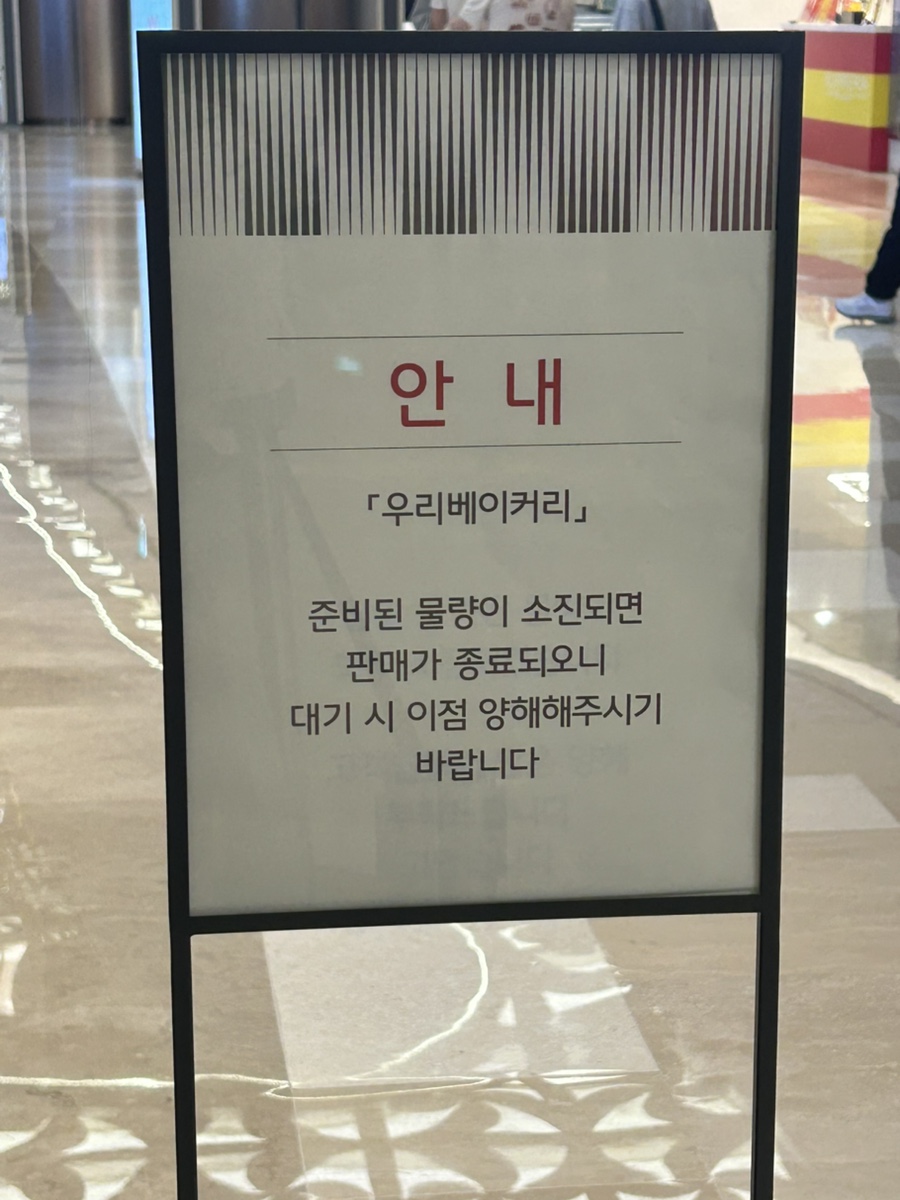 안 내
「우리베이커리」
준비된 물량이 소진되면
판매가 종료되오니
대기 시 이점 양해해주시기
바랍니다